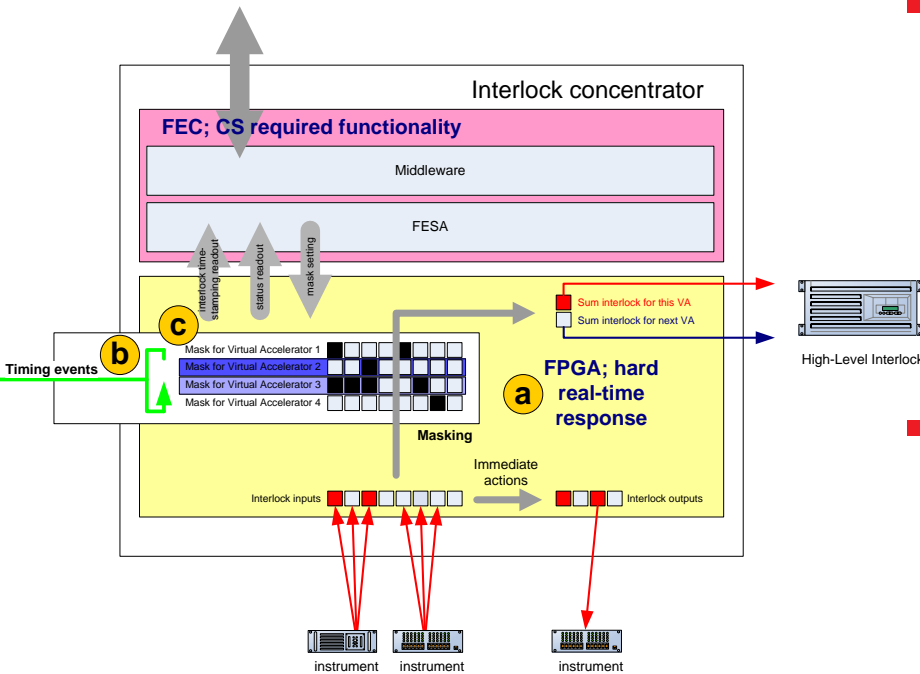 Interlock concentrator
FEC; CS required functionality
Middleware
FESA
interlock time-
stamping readout
status readout
mask setting
Sum interlock for this VA
Sum interlock for next VA
High-Level Interlock
c
b
Timing events
Mask for Virtual Accelerator 1
Mask for Virtual Accelerator 2
Mask for Virtual Accelerator 3
Mask for Virtual Accelerator 4
Masking
a
FPGA; hard
real-time
response
Immediate
actions
Interlock inputs
Interlock outputs
instrument
instrument
instrument